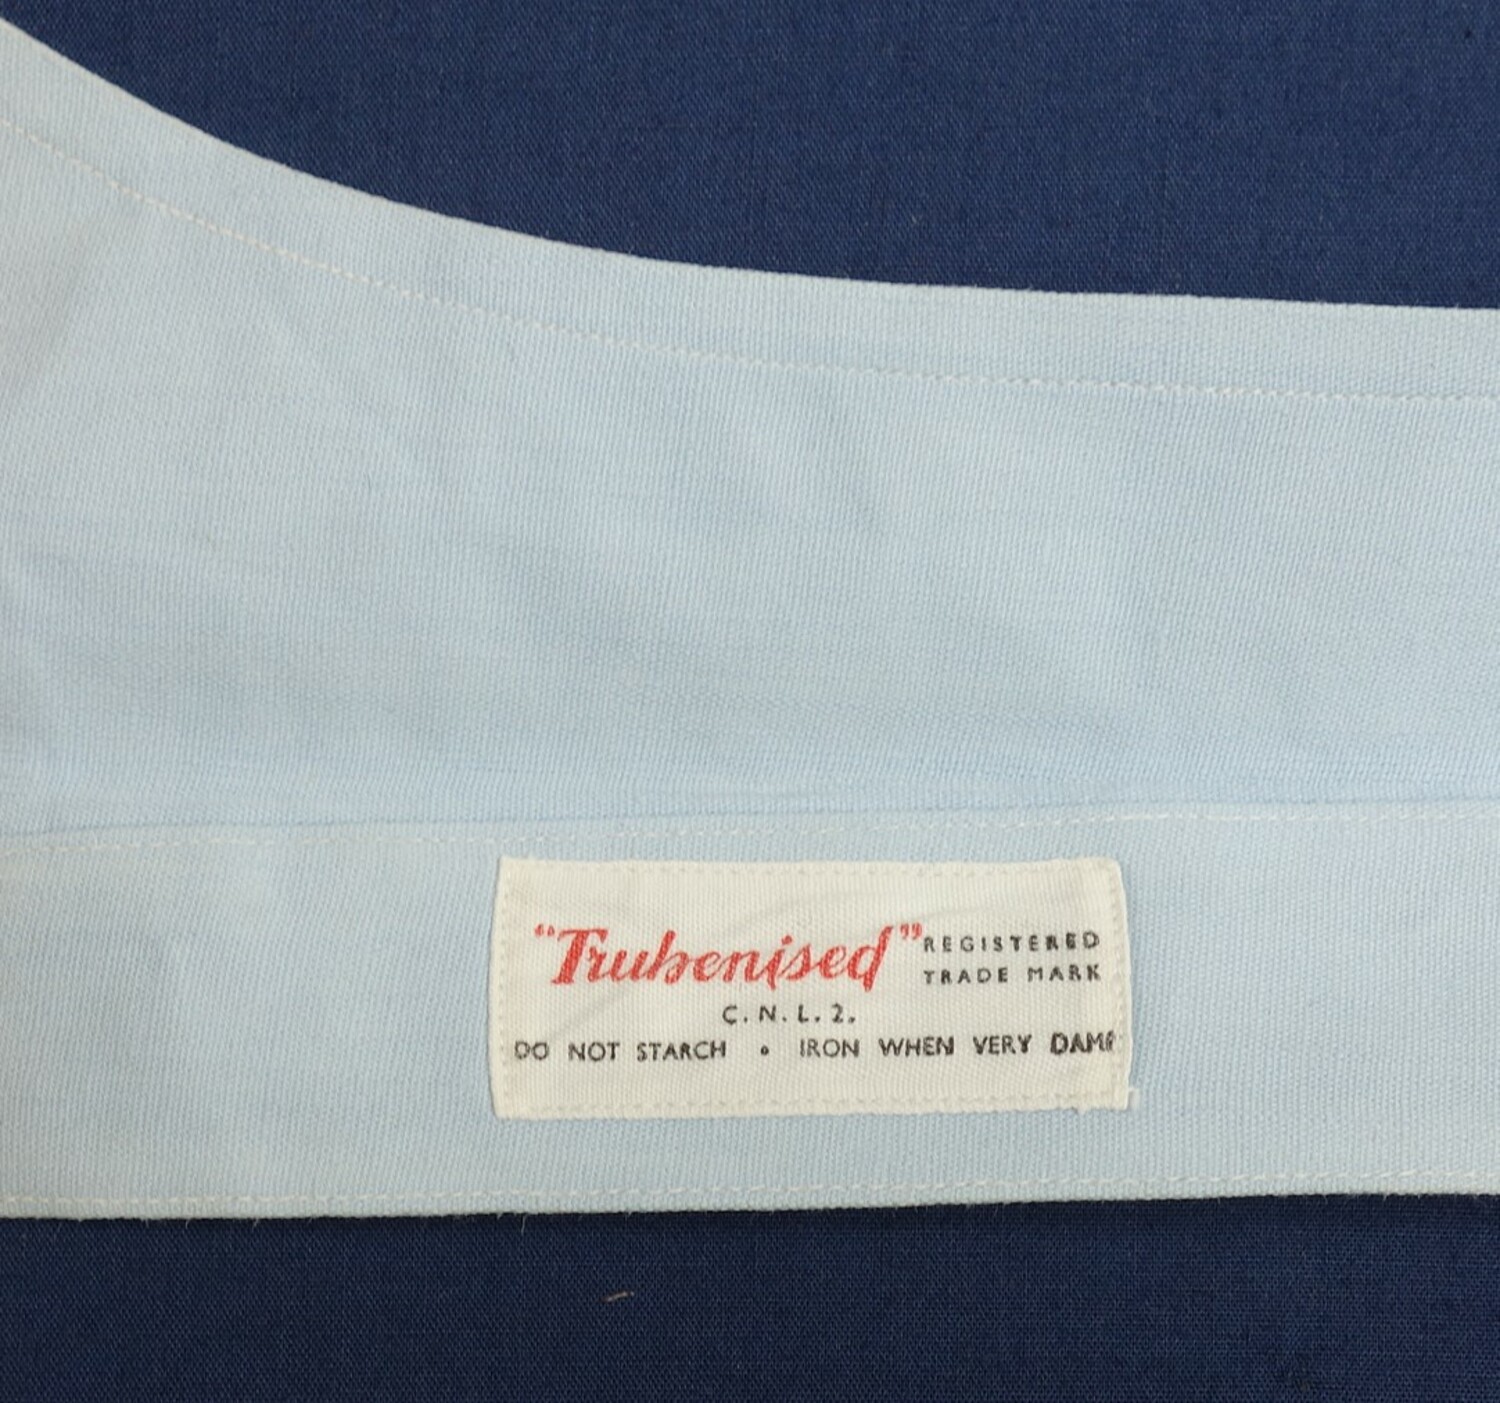 "Trubenised" REGISTERED
TRADE MARK
C. N. L. 2.
DO NOT STARCH • IRON WHEN VERY DAMP